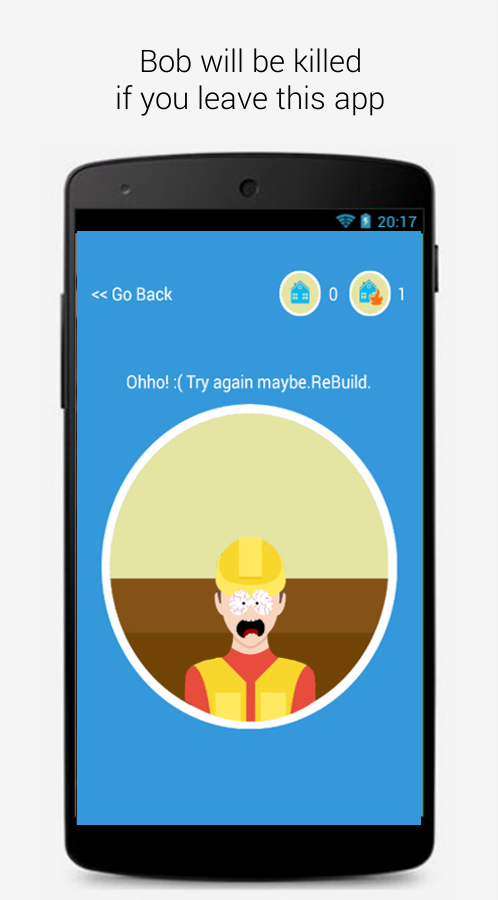 Bob will be killed
if you leave this app
20:17
<< Go Back
0
1
Ohho! :( Try again maybe.ReBuild.